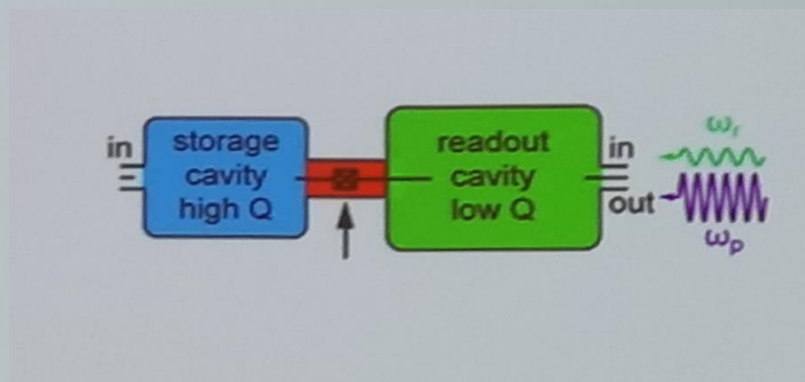 in
storage
cavity
high Q
readout
cavity
low Q
in
out
ωr
ωp